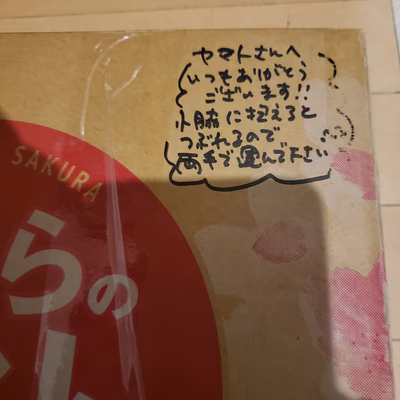 ヤマトさんへ
いつもありがとう
ございます!!
小脇に抱えると
つぶれるので
両手で運んで下さい
SAKURA
らの